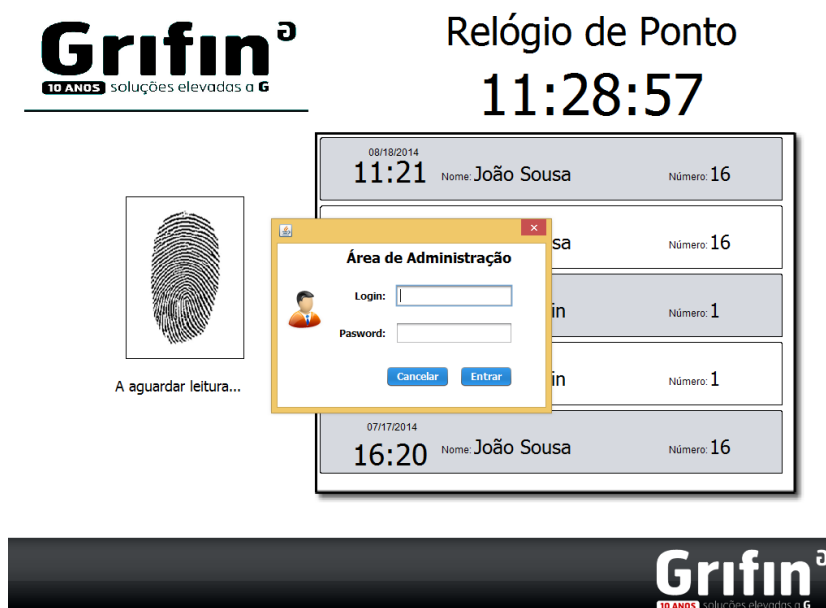 Grifin G
10 ANOS soluções elevadas a G
Relógio de Ponto
11:28:57
08/18/2014
11:21 Nome: João Sousa Número: 16
sa Número: 16
in Número: 1
in Número: 1
07/17/2014
16:20 Nome: João Sousa Número: 16
Área de Administração
Login:
Pasword:
Cancelar Entrar
A aguardar leitura...
Grifin G
10 ANOS soluções elevadas a G